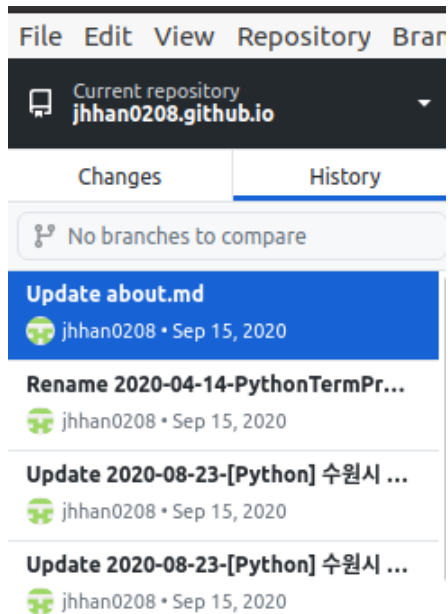 File Edit View Repository Bran
Current repository
jhhan0208.github.io
Changes History
No branches to compare
Update about.md
jhhan0208 • Sep 15, 2020
Rename 2020-04-14-PythonTermPr...
jhhan0208 • Sep 15, 2020
Update 2020-08-23-[Python] 수원시 ...
jhhan0208 • Sep 15, 2020
Update 2020-08-23-[Python] 수원시 ...
jhhan0208 • Sep 15, 2020